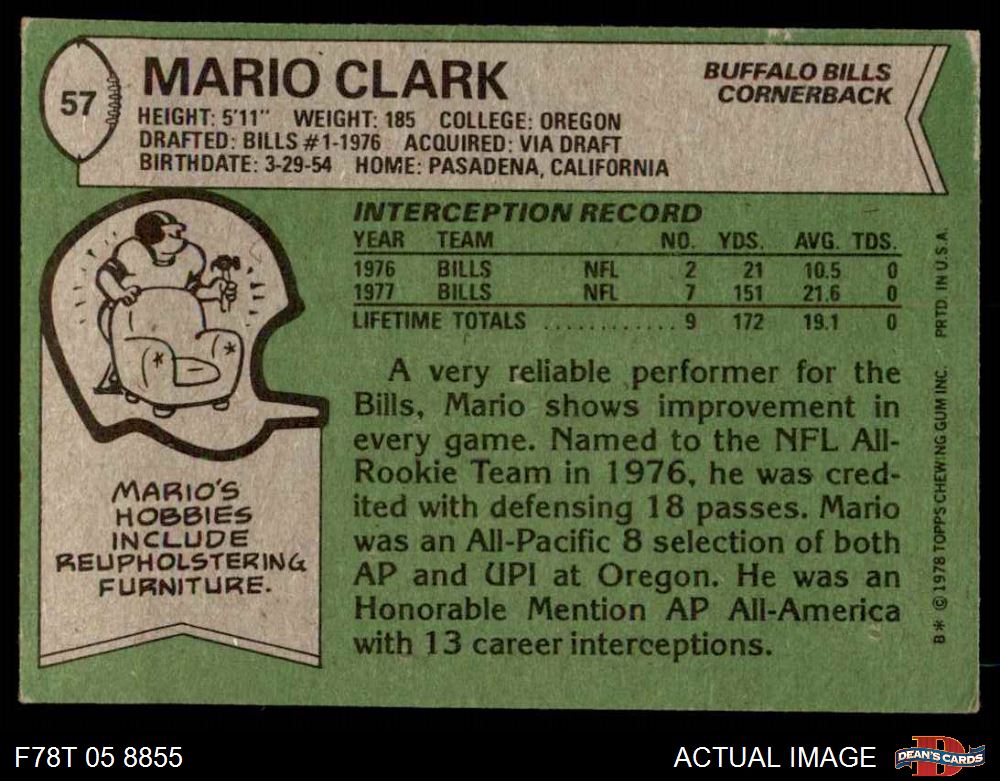 57
MARIO CLARK
BUFFALO BILLS
CORNERBACK
HEIGHT: 5'11" WEIGHT: 185 COLLEGE: OREGON
DRAFTED: BILLS #1-1976 ACQUIRED: VIA DRAFT
BIRTHDATE: 3-29-54 HOME: PASADENA, CALIFORNIA
INTERCEPTION RECORD
YEAR TEAM NO. YDS. AVG. TDS.
1976 BILLS NFL 2 21 10.5 0
1977 BILLS NFL 7 151 21.6 0
LIFETIME TOTALS ............ 9 172 19.1 0
A very reliable performer for the
Bills, Mario shows improvement in
every game. Named to the NFL All-
Rookie Team in 1976, he was cred-
ited with defensing 18 passes. Mario
was an All-Pacific 8 selection of both
AP and UPI at Oregon. He was an
Honorable Mention AP All-America
with 13 career interceptions.
MARIO'S
HOBBIES
INCLUDE
REUPHOLSTERING
FURNITURE.
B* © 1978 TOPPS CHEWING GUM INC. PRTD. IN U.S.A.
F78T 05 8855
ACTUAL IMAGE
D
DEAN'S CARDS